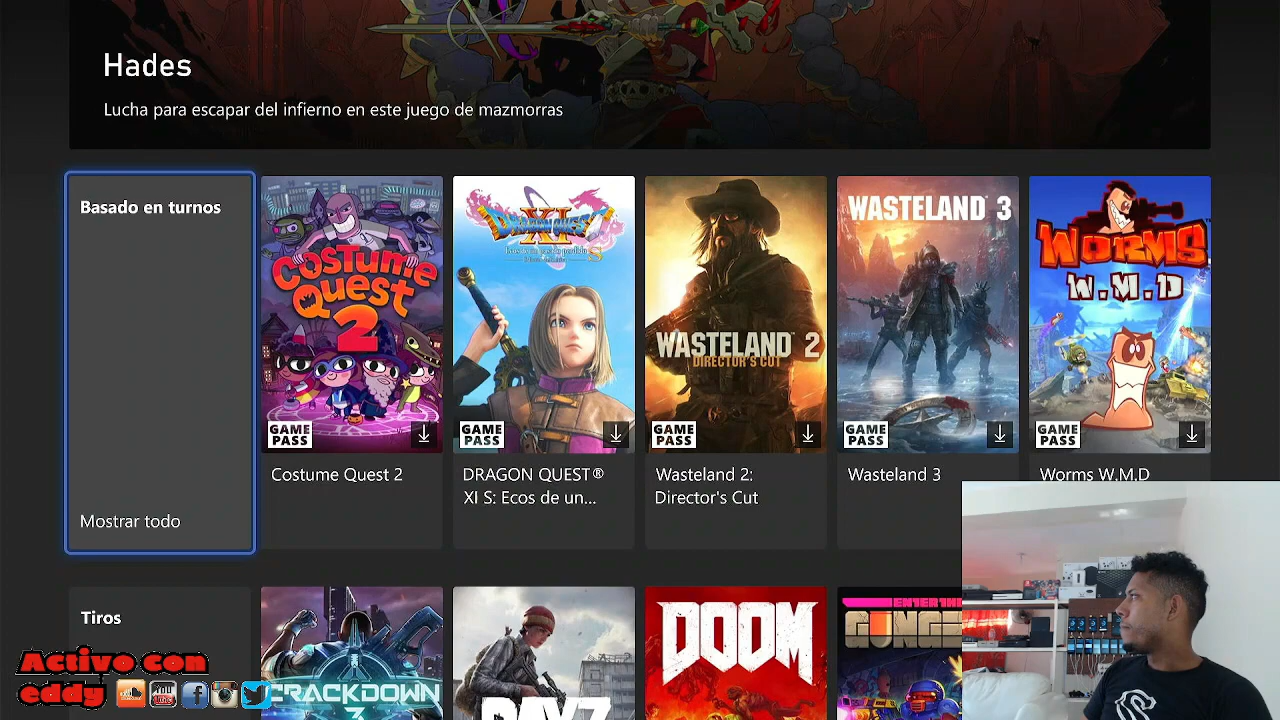 Hades
Lucha para escapar del infierno en este juego de mazmorras
Basado en turnos
Mostrar todo
COSTUME
QUEST
2
GAME
PASS
Costume Quest 2
DRAGON QUEST
XI
S
GAME
PASS
DRAGON QUEST®
XI S: Ecos de un...
WASTELAND™ 2
DIRECTOR'S CUT
GAME
PASS
Wasteland 2:
Director's Cut
WASTELAND 3
GAME
PASS
Wasteland 3
WORMS
W.M.D
GAME
PASS
Worms W.M.D
Tiros
CRACKDOWN
3
DAYZ
DOOM
ENTER THE
Activo con
eddy